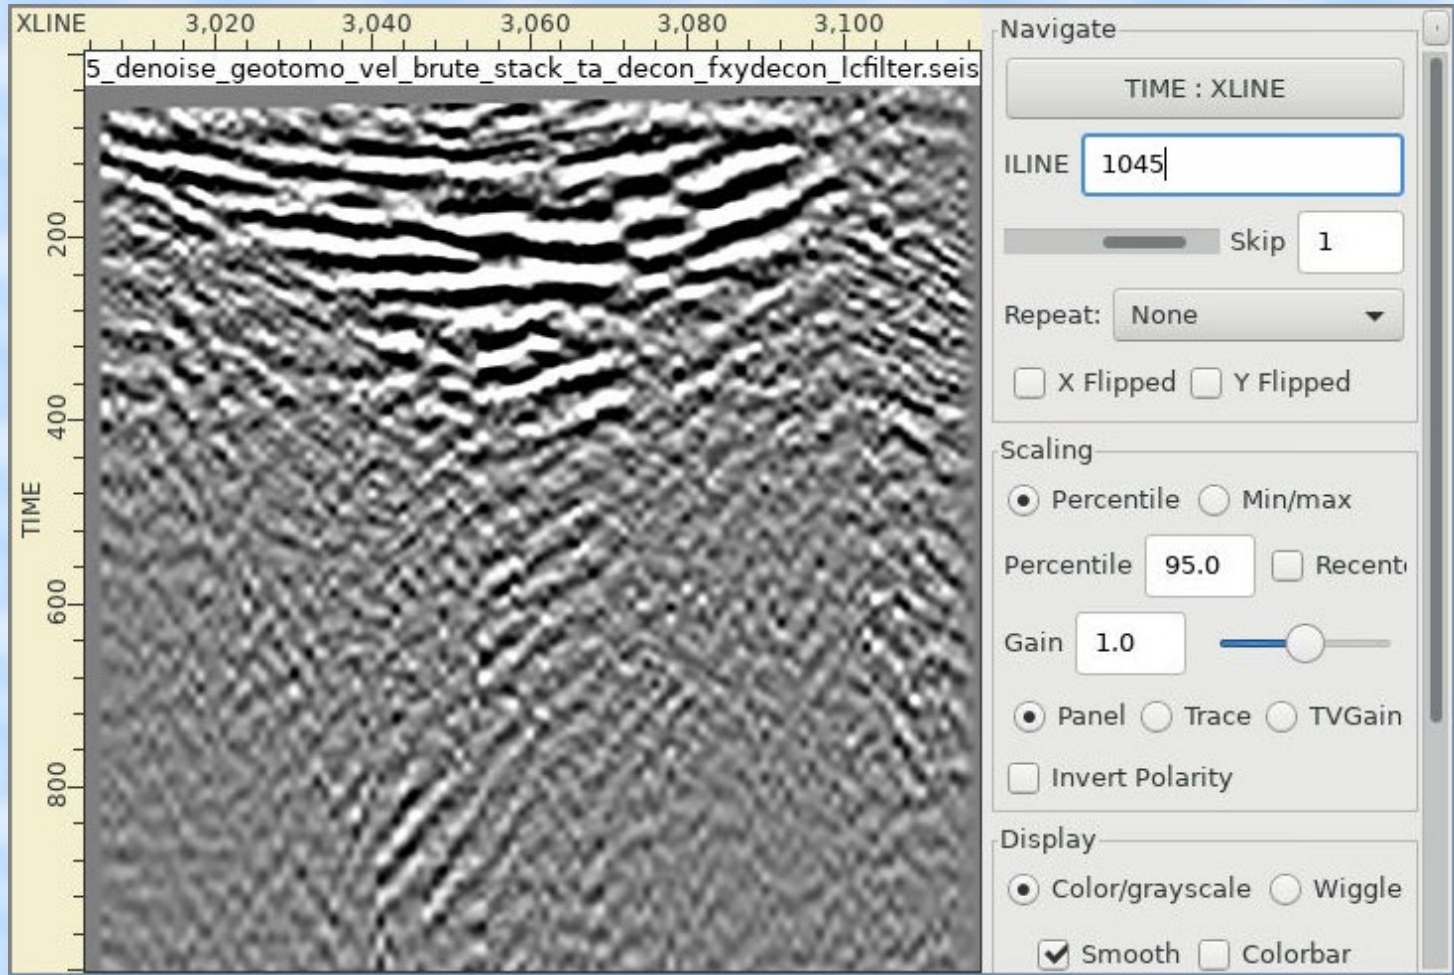 XLINE 3,020 3,040 3,060 3,080 3,100
5_denoise_geotomo_vel_brute_stack_ta_decon_fxydecon_lcfilter.seis
TIME
200
400
600
800
Navigate
TIME : XLINE
ILINE 1045
Skip 1
Repeat: None
X Flipped Y Flipped
Scaling
Percentile Min/max
Percentile 95.0 Recent
Gain 1.0
Panel Trace TVGain
Invert Polarity
Display
Color/grayscale Wiggle
Smooth Colorbar